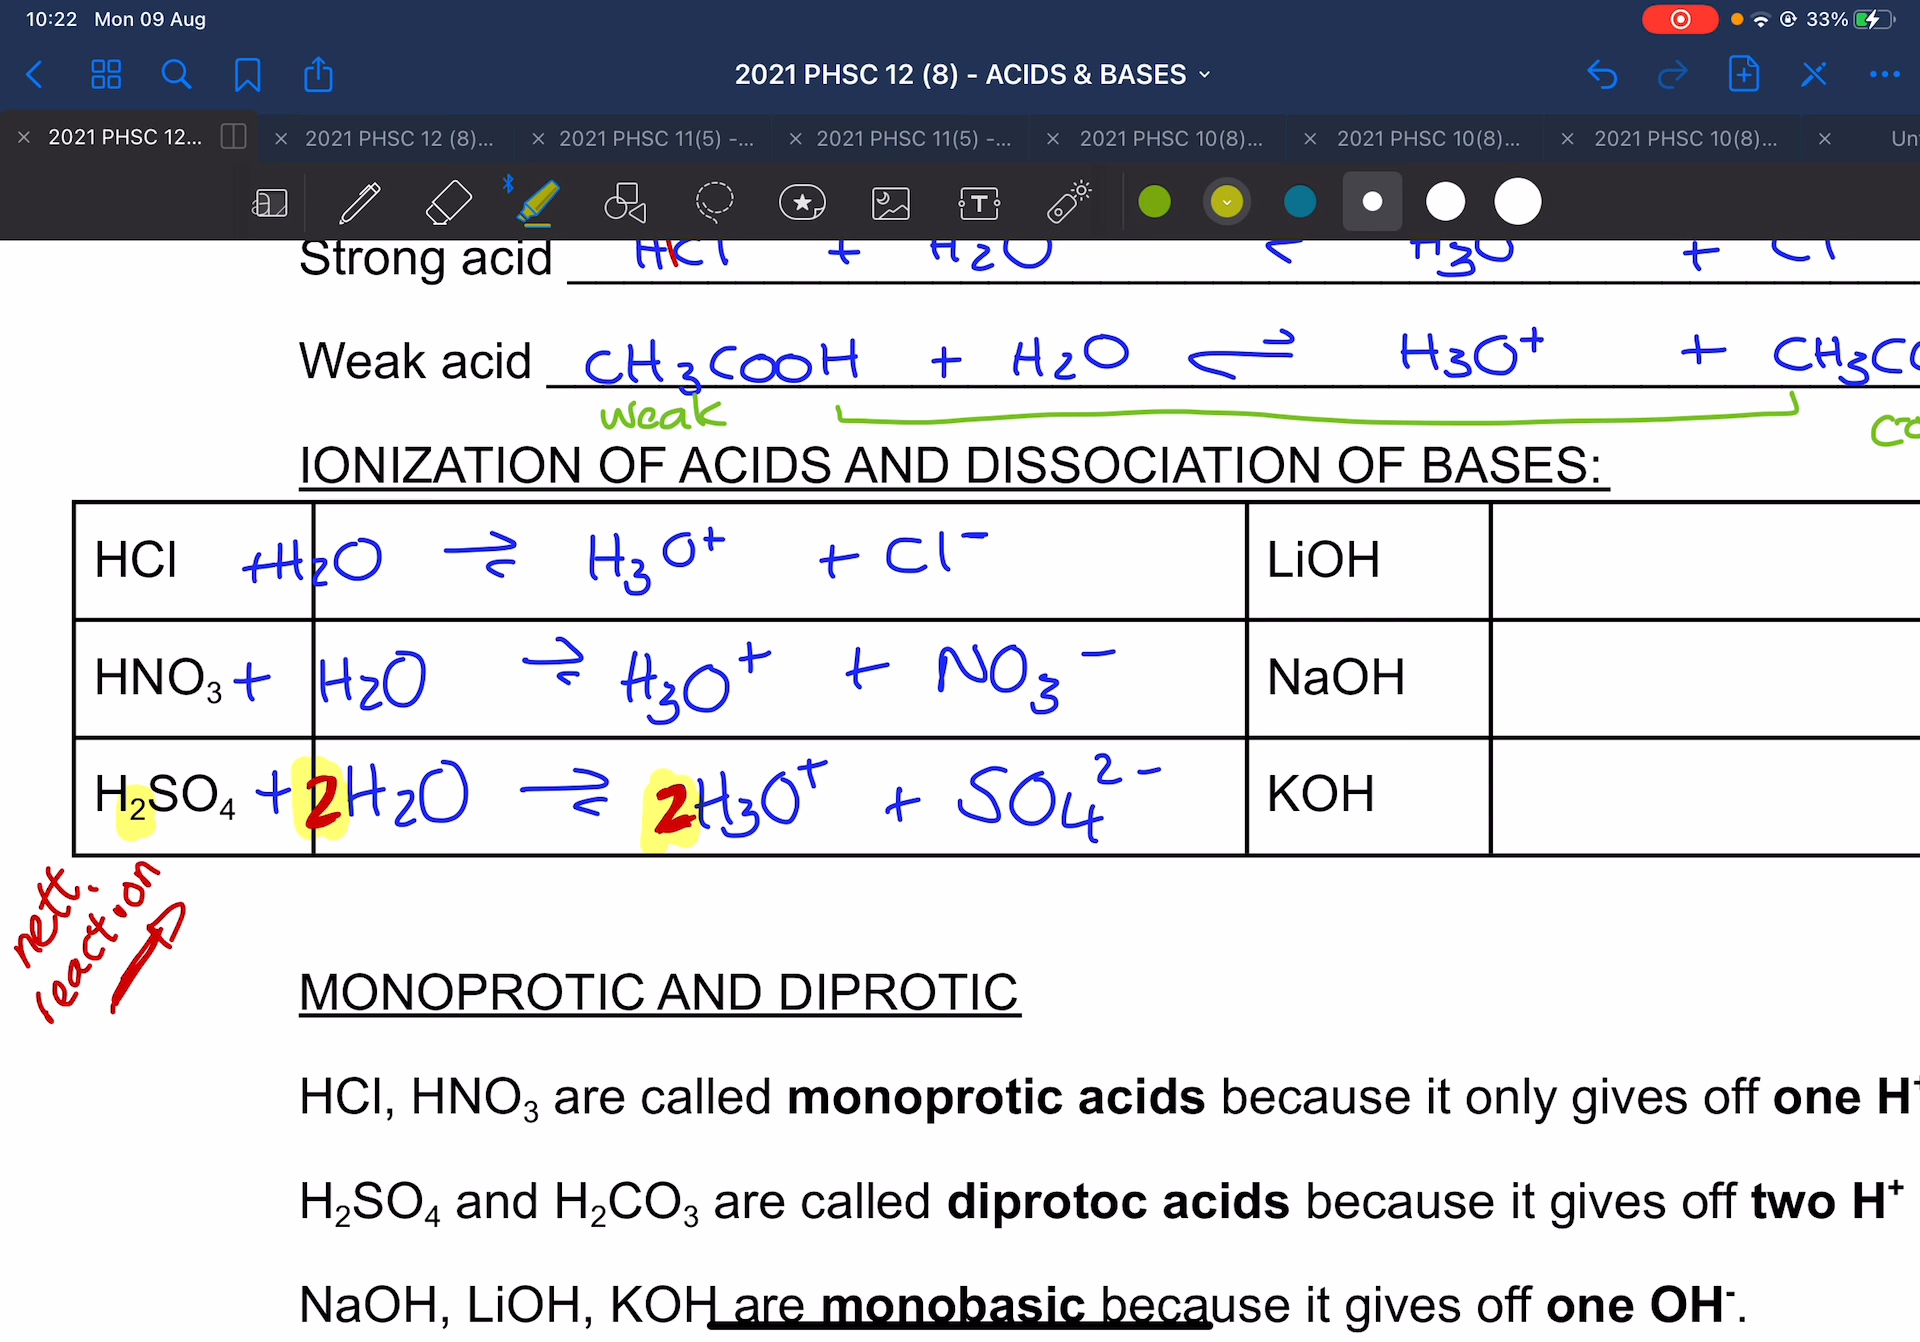 10:22 Mon 09 Aug 33%
2021 PHSC 12 (8) - ACIDS & BASES
2021 PHSC 12... 2021 PHSC 12 (8)... 2021 PHSC 11(5) -... 2021 PHSC 11(5) -... 2021 PHSC 10(8)... 2021 PHSC 10(8)... 2021 PHSC 10(8)... Un
Strong acid HCl + H₂O ⇌ H₃O + Cl
Weak acid CH₃COOH + H₂O ⇌ H₃O⁺ + CH₃CO
weak
IONIZATION OF ACIDS AND DISSOCIATION OF BASES:
HCl + H₂O ⇌ H₃O⁺ + Cl⁻ LiOH
HNO₃ + H₂O ⇌ H₃O⁺ + NO₃⁻ NaOH
H₂SO₄ + 2H₂O ⇌ 2H₃O⁺ + SO₄²⁻ KOH
nett.
reaction
MONOPROTIC AND DIPROTIC
HCl, HNO₃ are called monoprotic acids because it only gives off one H⁺
H₂SO₄ and H₂CO₃ are called diprotoc acids because it gives off two H⁺
NaOH, LiOH, KOH are monobasic because it gives off one OH⁻.